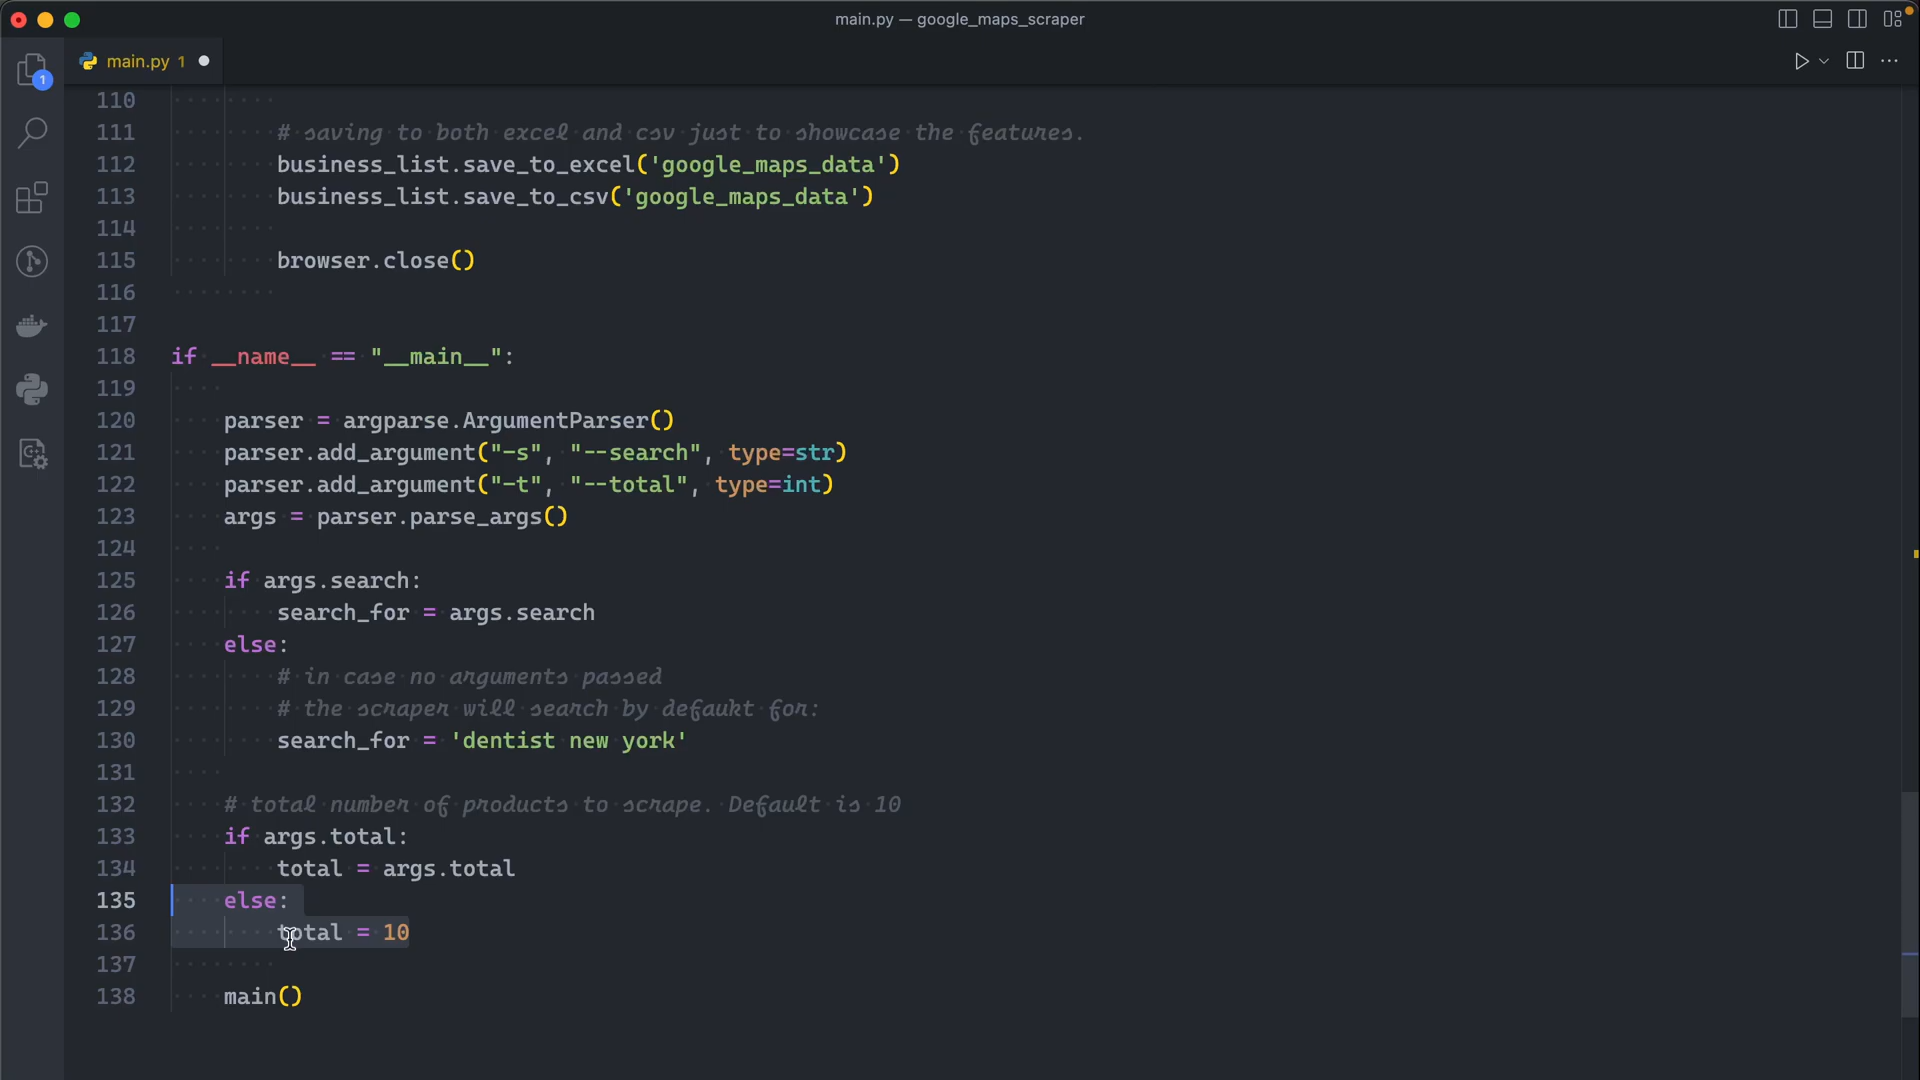 main.py — google_maps_scraper
1
main.py 1
110
111 # saving to both excel and csv just to showcase the features.
112 business_list.save_to_excel('google_maps_data')
113 business_list.save_to_csv('google_maps_data')
114
115 browser.close()
116
117
118 if __name__ == "__main__":
119
120 parser = argparse.ArgumentParser()
121 parser.add_argument("-s", "--search", type=str)
122 parser.add_argument("-t", "--total", type=int)
123 args = parser.parse_args()
124
125 if args.search:
126 search_for = args.search
127 else:
128 # in case no arguments passed
129 # the scraper will search by defaukt for:
130 search_for = 'dentist new york'
131
132 # total number of products to scrape. Default is 10
133 if args.total:
134 total = args.total
135 else:
136 total = 10
137
138 main()